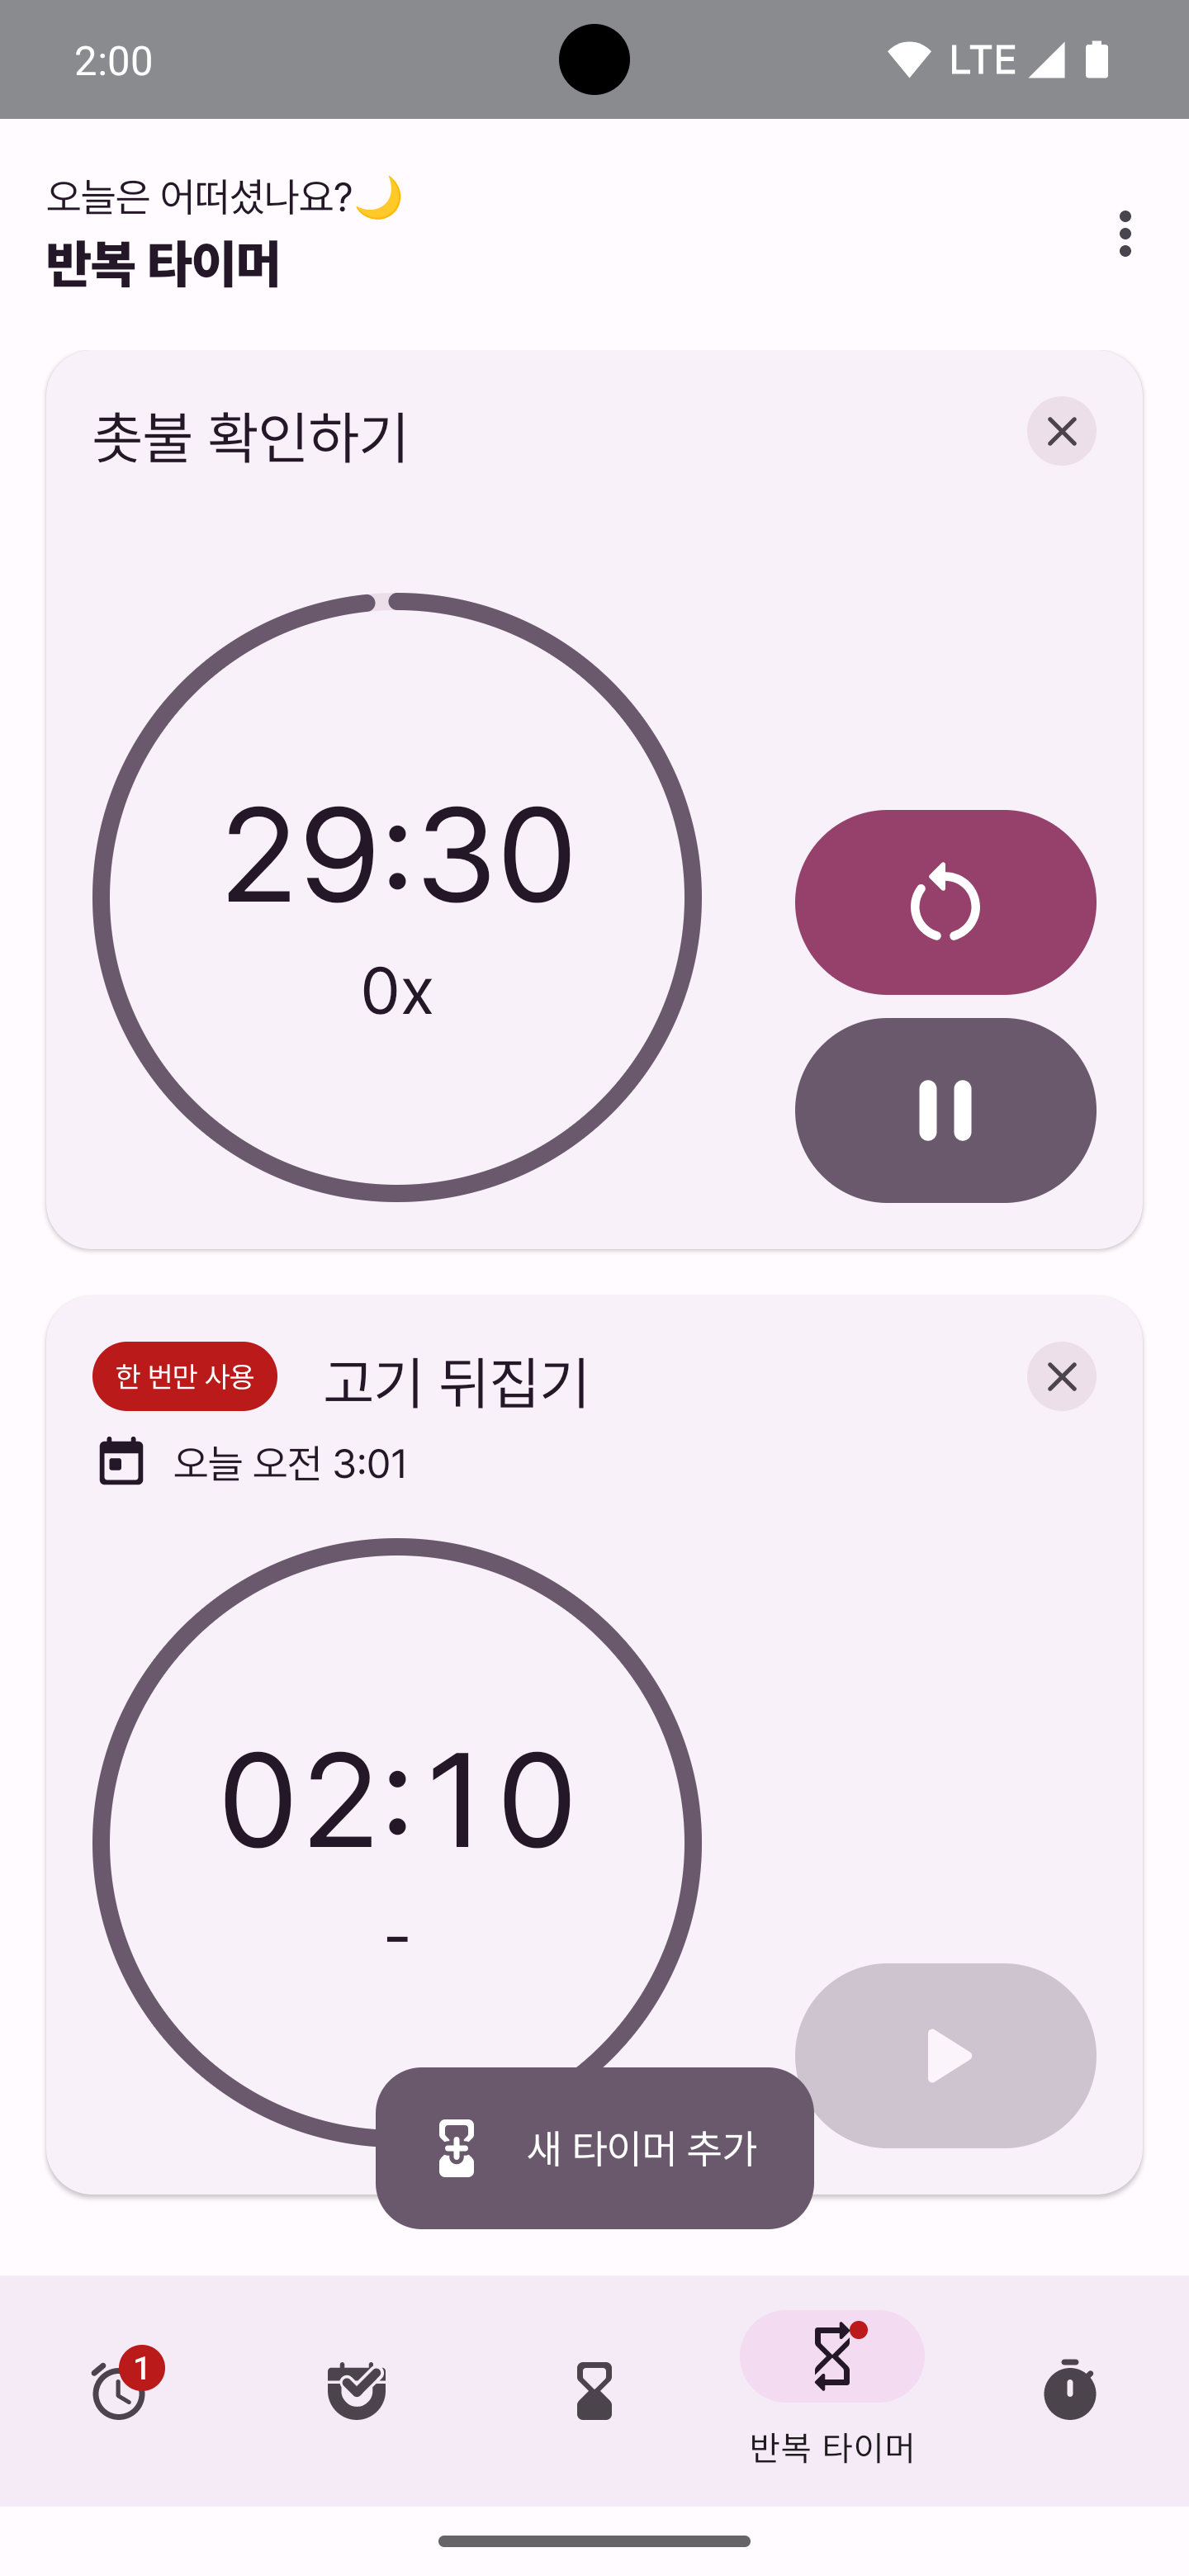 2:00
LTE
오늘은 어떠셨나요?🌙
반복 타이머
촛불 확인하기
29:30
0x
한 번만 사용
고기 뒤집기
오늘 오전 3:01
02:10
-
새 타이머 추가
1
반복 타이머